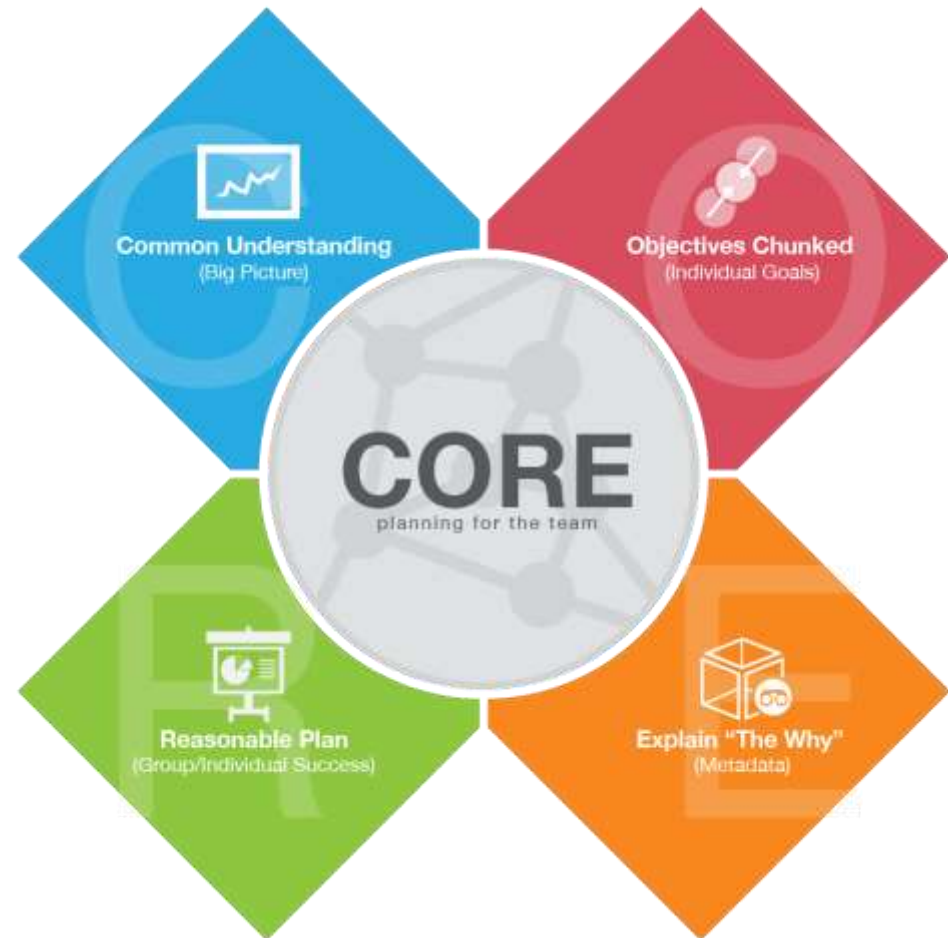 C
Common Understanding
(Big Picture)
O
Objectives Chunked
(Individual Goals)
CORE
planning for the team
R
Reasonable Plan
(Group/Individual Success)
E
Explain “The Why”
(Metadata)